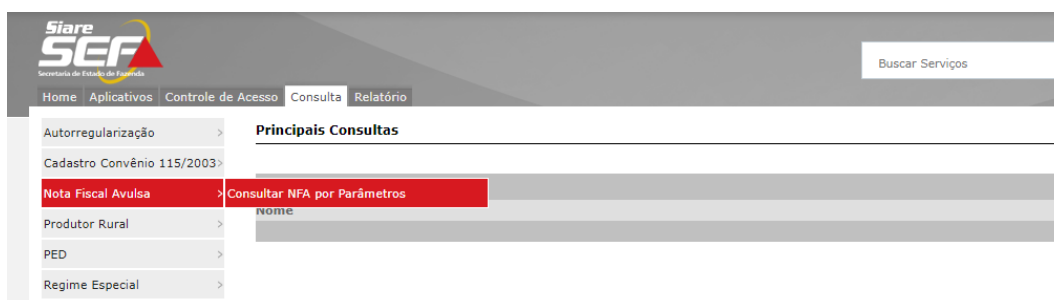 Siare
SEF
Secretaria de Estado de Fazenda
Buscar Serviços
Home Aplicativos Controle de Acesso Consulta Relatório
Autorregularização >
Principais Consultas
Cadastro Convênio 115/2003>
Nota Fiscal Avulsa > Consultar NFA por Parâmetros
Nome
Produtor Rural >
PED >
Regime Especial >